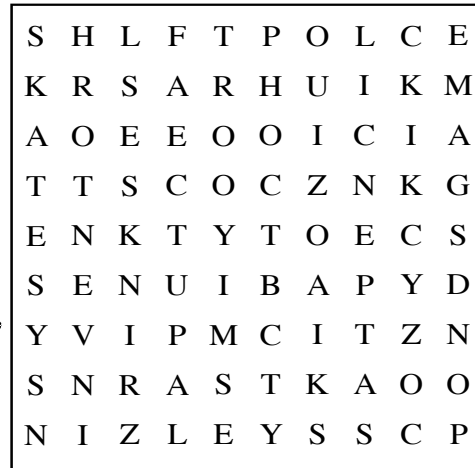 S H L F T P O L C E
K R S A R H U I K M
A O E E O O I C I A
T T S C O C Z N K G
E N K T Y T O E C S
S E N U I B A P Y D
Y V I P M C I T Z N
S N R A S T K A O O
N I Z L E Y S S C P